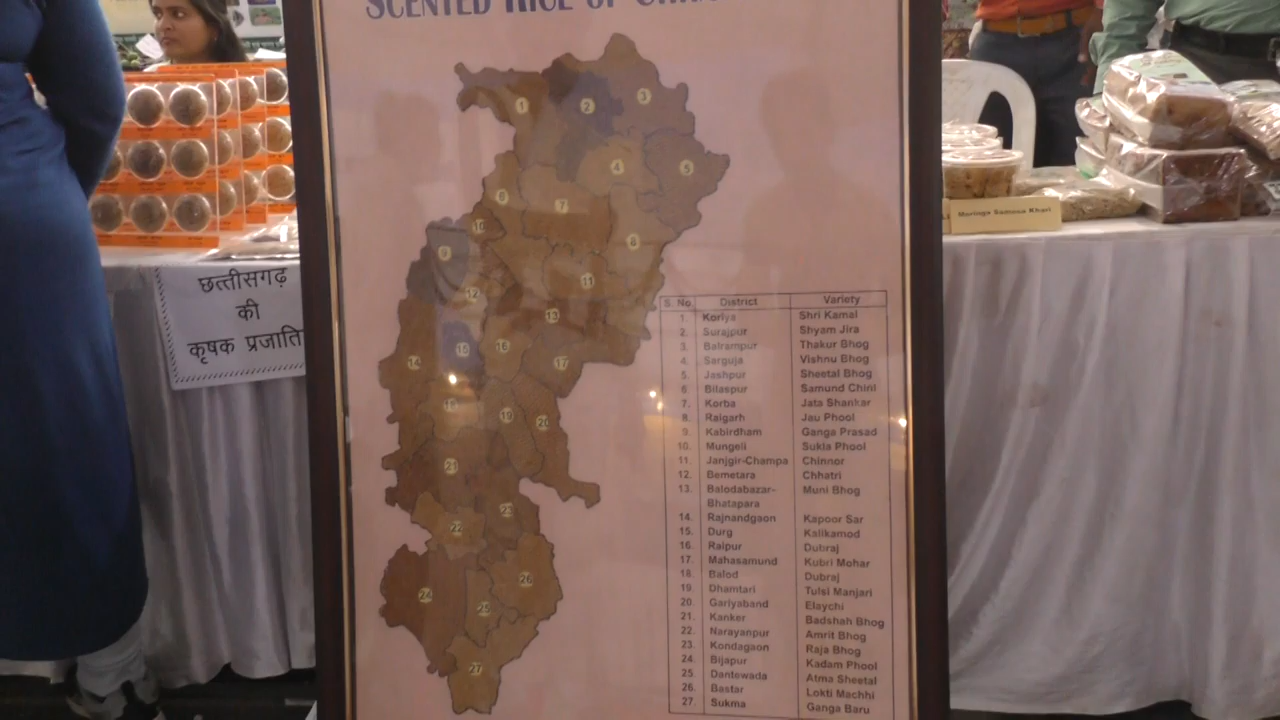 SCENTED RICE OF
छत्तीसगढ़
की
कृषक प्रजाति
Moringa Samosa Khari
1
2
3
4
5
6
7
8
9
10
11
12
13
14
15
16
17
18
19
20
21
22
23
24
25
26
27
S. No. District Variety
1. Koriya Shri Kamal
2. Surajpur Shyam Jira
3. Balrampur Thakur Bhog
4. Sarguja Vishnu Bhog
5. Jashpur Sheetal Bhog
6. Bilaspur Samund Chini
7. Korba Jata Shankar
8. Raigarh Jau Phool
9. Kabirdham Ganga Prasad
10. Mungeli Sukla Phool
11. Janjgir-Champa Chinnor
12. Bemetara Chhatri
13. Balodabazar- Muni Bhog
Bhatapara
14. Rajnandgaon Kapoor Sar
15. Durg Kalikamod
16. Raipur Dubraj
17. Mahasamund Kubri Mohar
18. Balod Dubraj
19. Dhamtari Tulsi Manjari
20. Gariyaband Elaychi
21. Kanker Badshah Bhog
22. Narayanpur Amrit Bhog
23. Kondagaon Raja Bhog
24. Bijapur Kadam Phool
25. Dantewada Atma Sheetal
26. Bastar Lokti Machhi
27. Sukma Ganga Baru